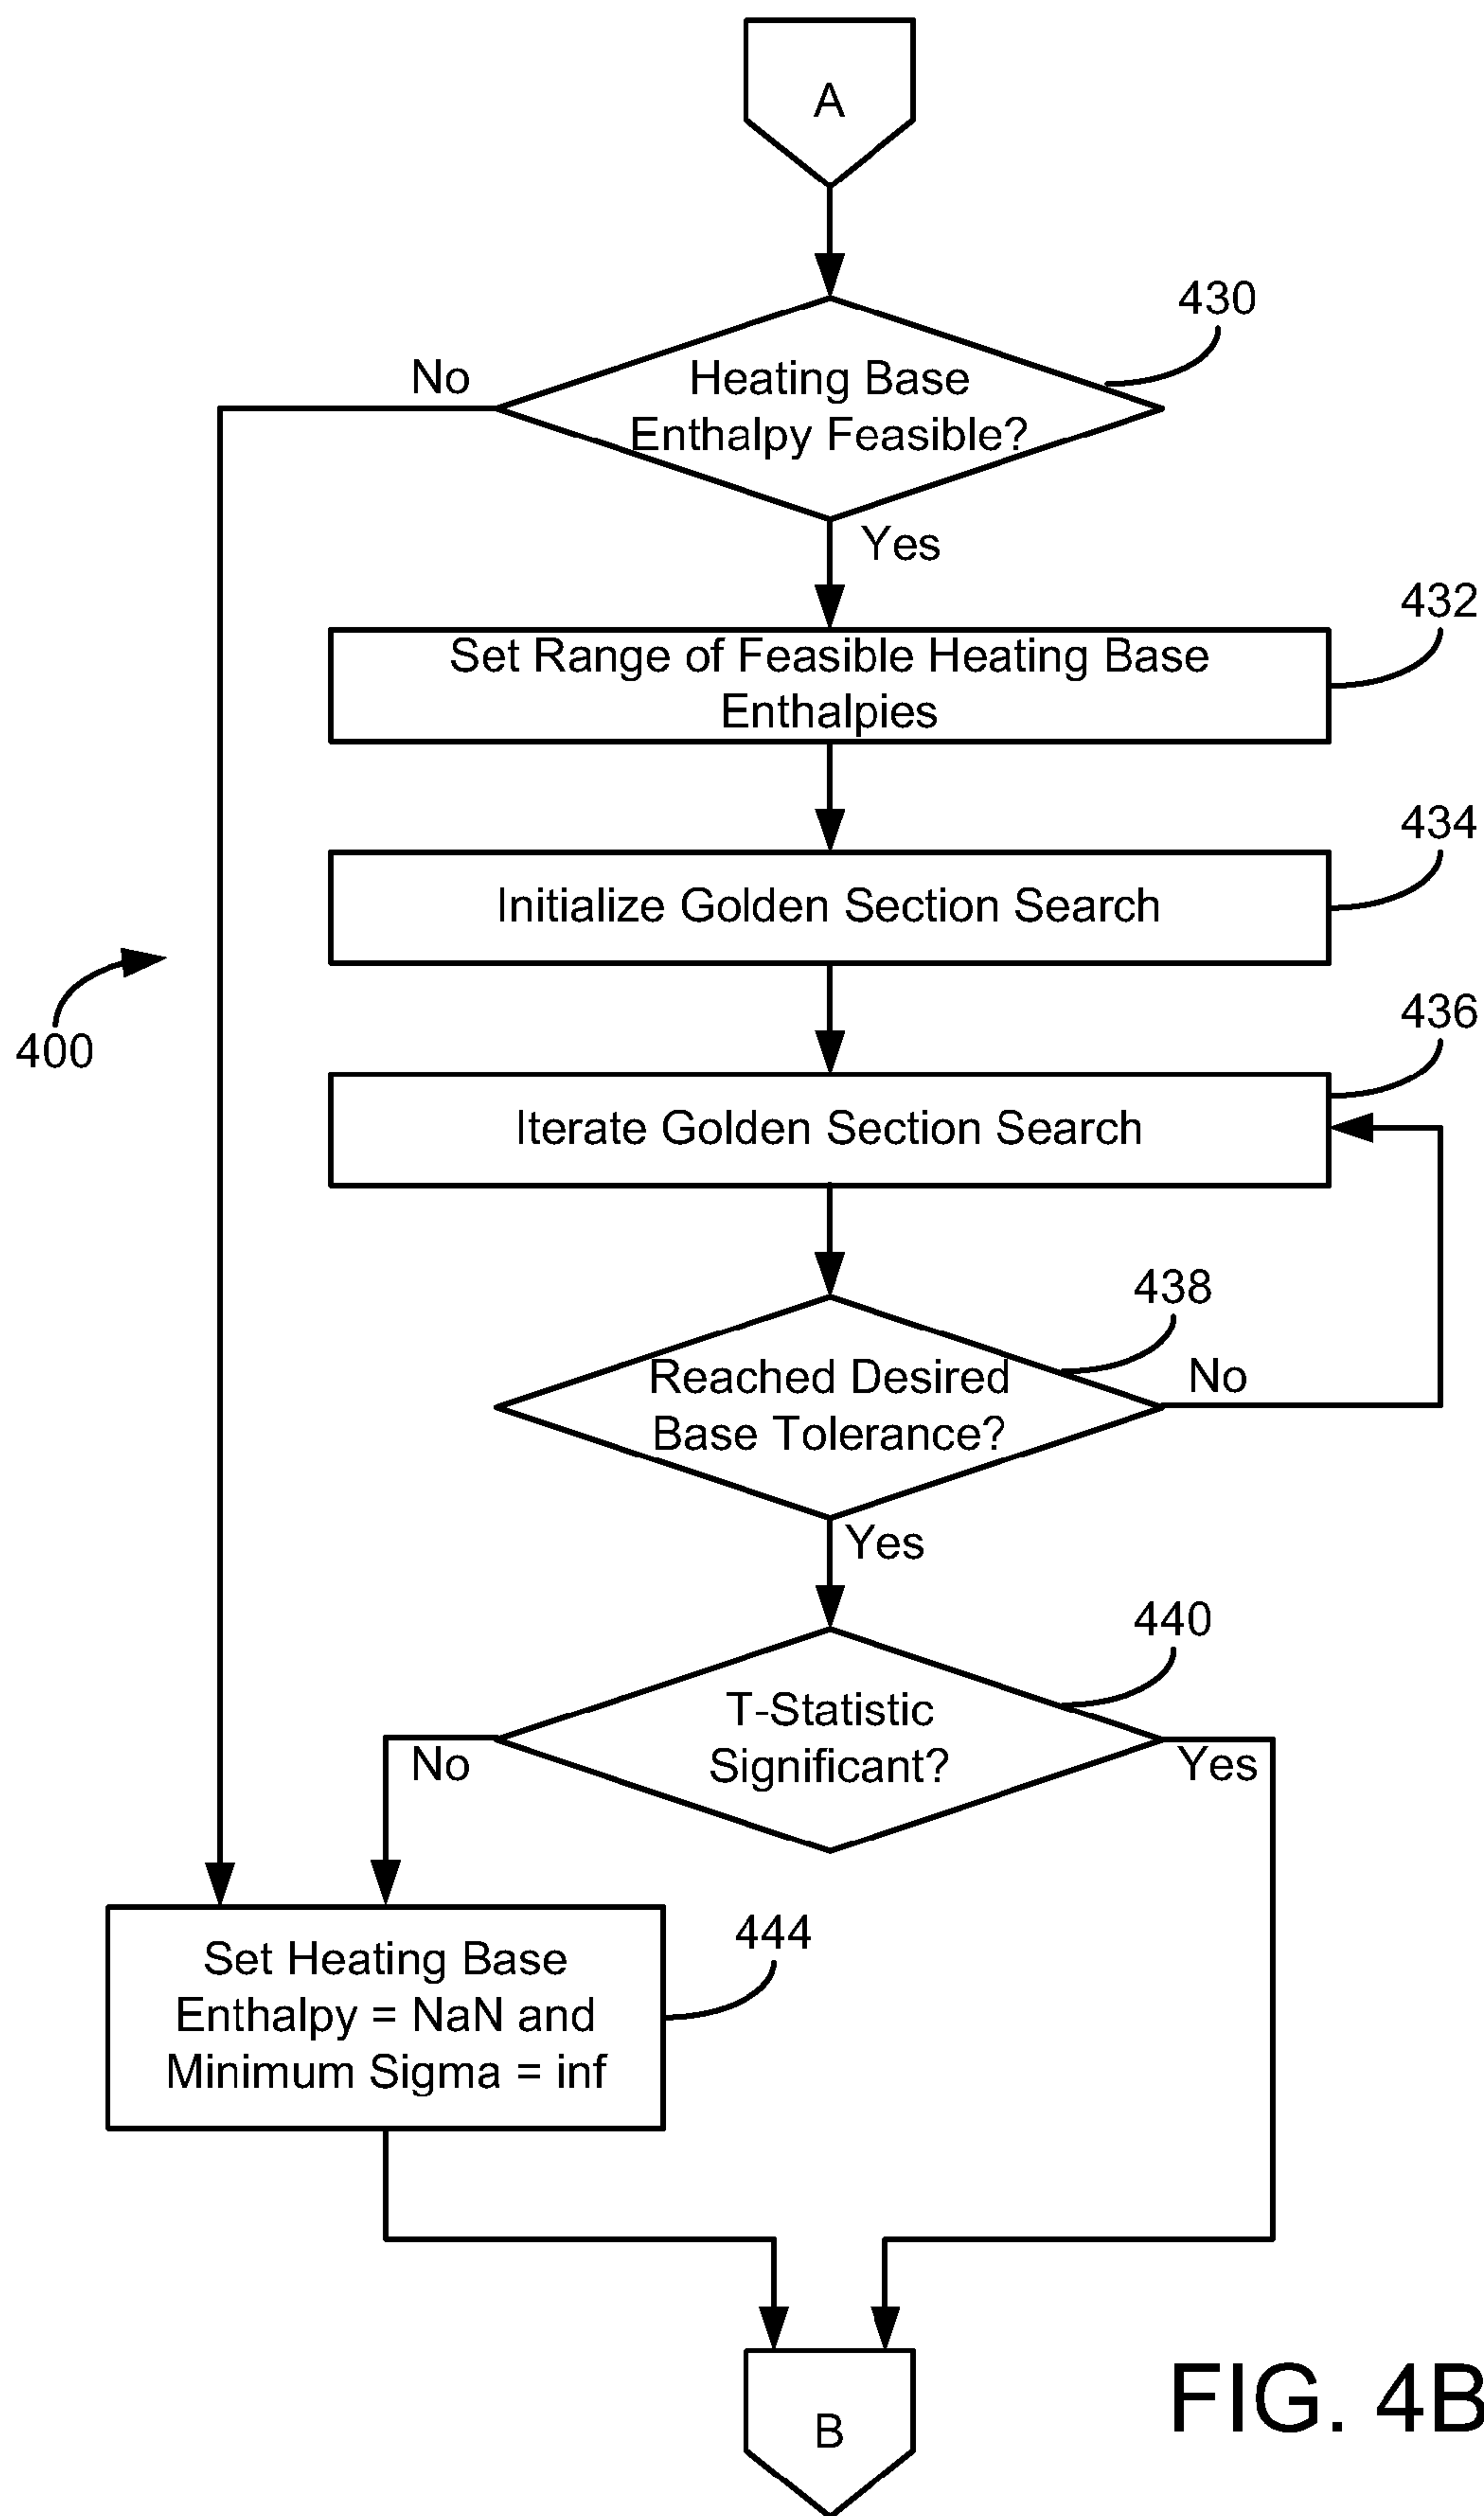 A
430
No
Heating Base
Enthalpy Feasible?
Yes
432
Set Range of Feasible Heating Base
Enthalpies
434
Initialize Golden Section Search
400
436
Iterate Golden Section Search
438
Reached Desired
Base Tolerance?
No
Yes
440
T-Statistic
Significant?
No
Yes
444
Set Heating Base
Enthalpy = NaN and
Minimum Sigma = inf
B
FIG. 4B